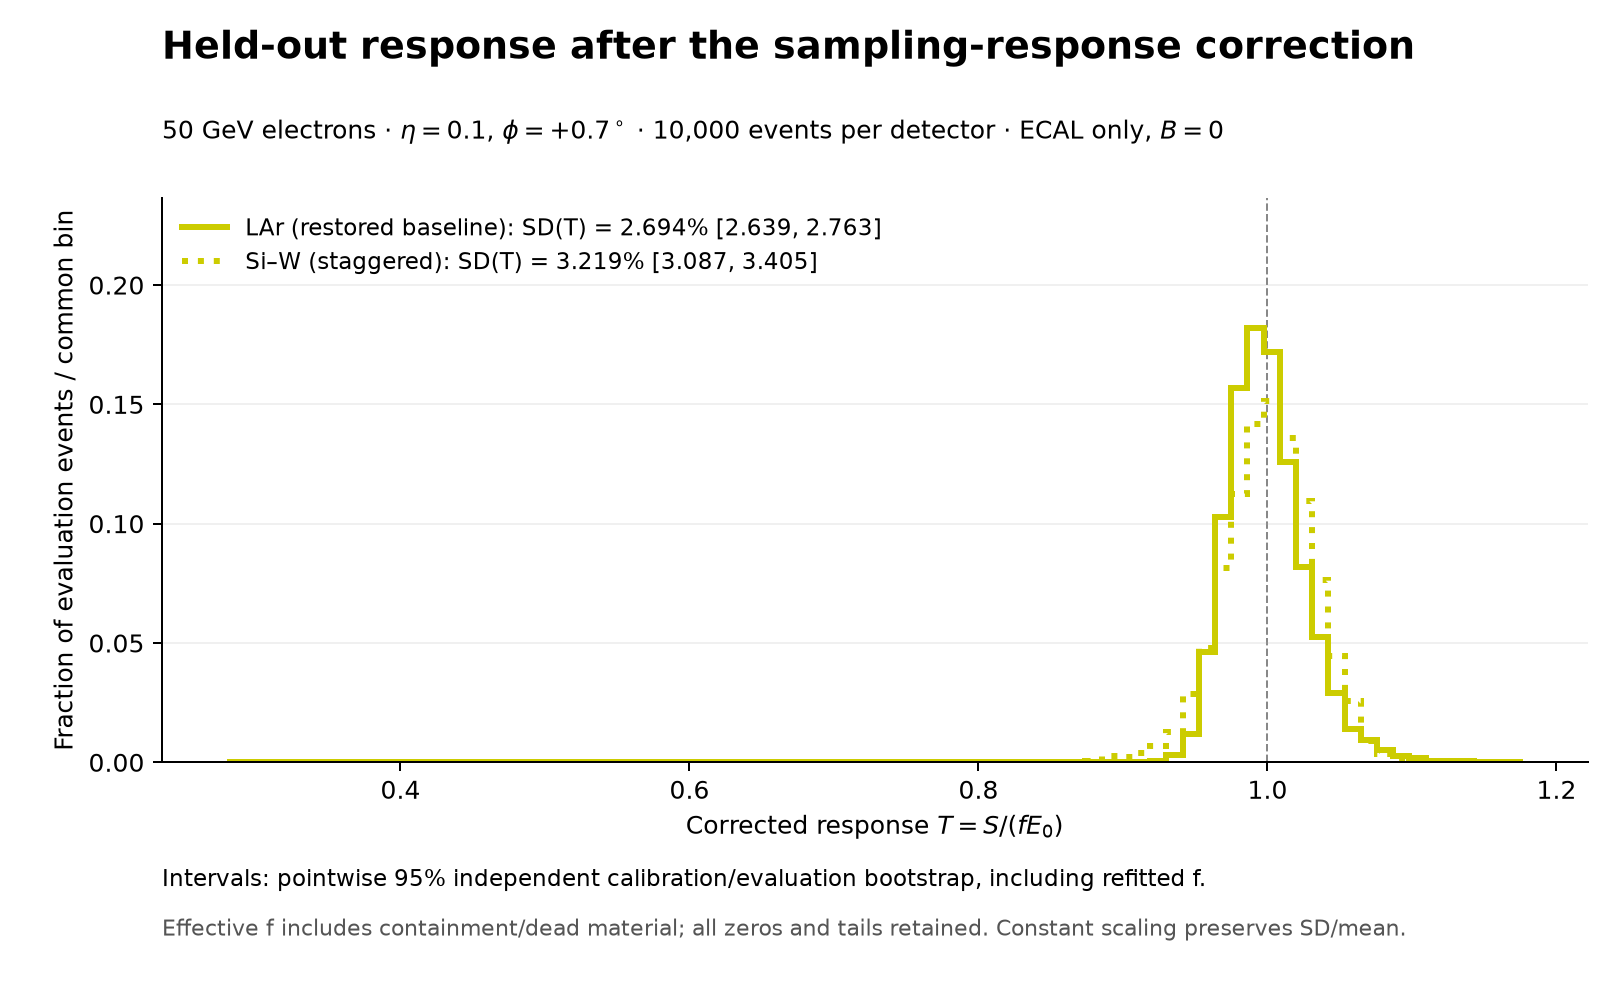 Held-out response after the sampling-response correction
50 GeV electrons · η = 0.1, ϕ = +0.7° · 10,000 events per detector · ECAL only, B = 0
LAr (restored baseline): SD(T) = 2.694% [2.639, 2.763]
Si–W (staggered): SD(T) = 3.219% [3.087, 3.405]
Fraction of evaluation events / common bin
0.20
0.15
0.10
0.05
0.00
0.4 0.6 0.8 1.0 1.2
Corrected response T = S/(fE₀)
Intervals: pointwise 95% independent calibration/evaluation bootstrap, including refitted f.
Effective f includes containment/dead material; all zeros and tails retained. Constant scaling preserves SD/mean.